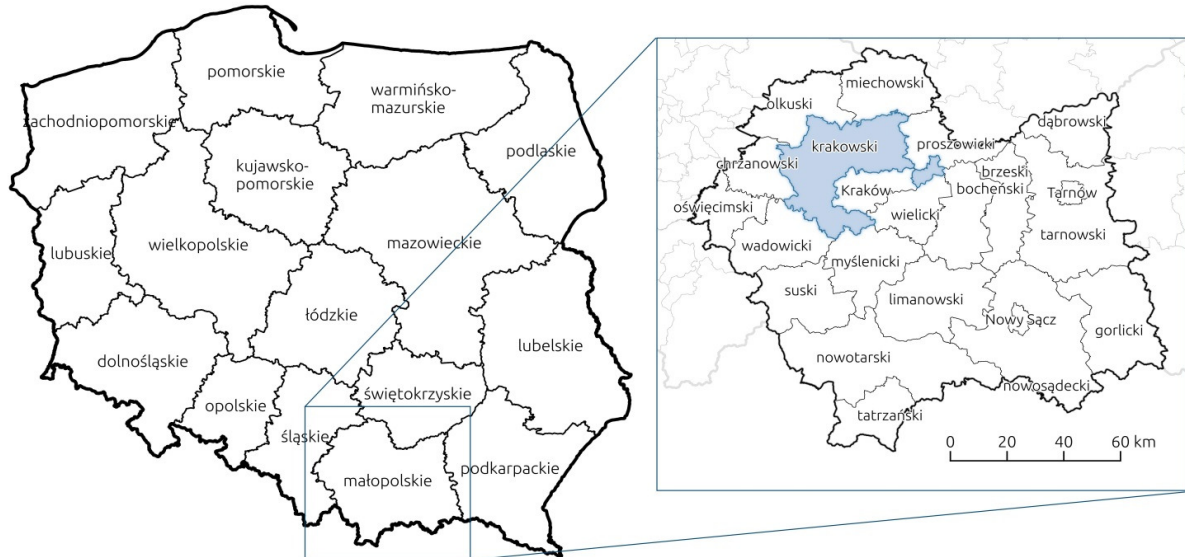 pomorskie
warmińsko-
mazurskie
zachodniopomorskie
podlaskie
kujawsko-
pomorskie
mazowieckie
wielkopolskie
lubuskie
łódzkie
lubelskie
dolnośląskie
świętokrzyskie
opolskie
śląskie
podkarpackie
małopolskie
miechowski
olkuski
dąbrowski
krakowski
proszowicki
chrzanowski
brzeski
bocheński
Kraków
Tarnów
oświęcimski
wielicki
tarnowski
wadowicki
myślenicki
suski
limanowski
Nowy Sącz
gorlicki
nowotarski
nowosądecki
tatrzański
0 20 40 60 km